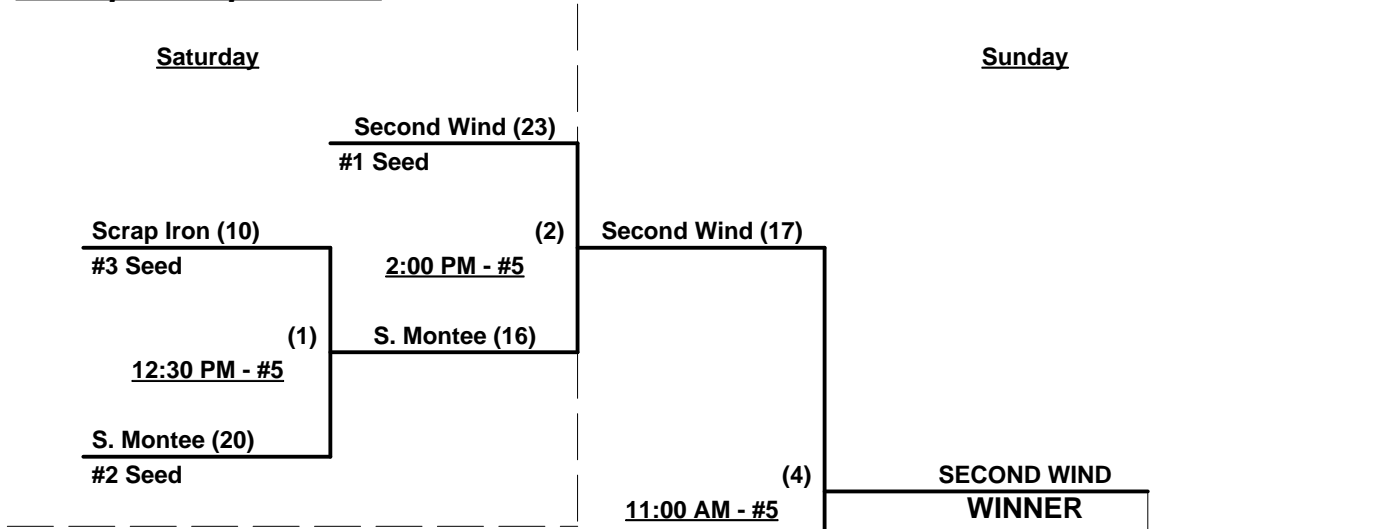 Saturday
Sunday
Second Wind (23)
#1 Seed
Scrap Iron (10)
(2)
Second Wind (17)
#3 Seed
2:00 PM - #5
(1)
S. Montee (16)
12:30 PM - #5
S. Montee (20)
#2 Seed
(4)
SECOND WIND
11:00 AM - #5
WINNER